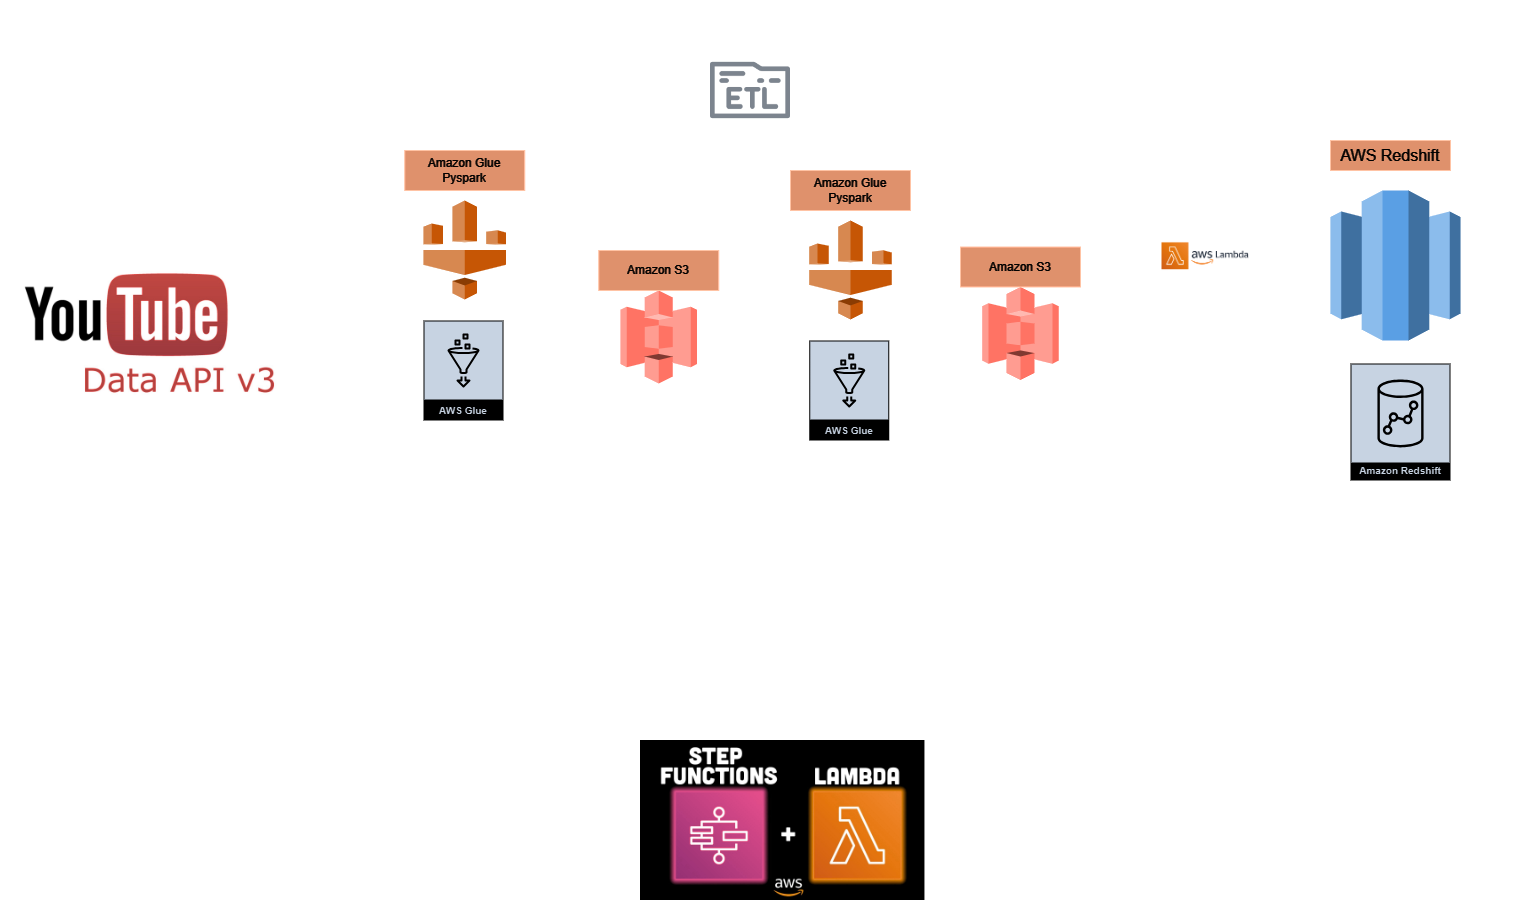 ETL
Amazon Glue
Pyspark
AWS Glue
Amazon S3
Amazon Glue
Pyspark
AWS Glue
Amazon S3
aws Lambda
AWS Redshift
Amazon Redshift
YouTube
Data API v3
STEP
FUNCTIONS
LAMBDA
+
aws